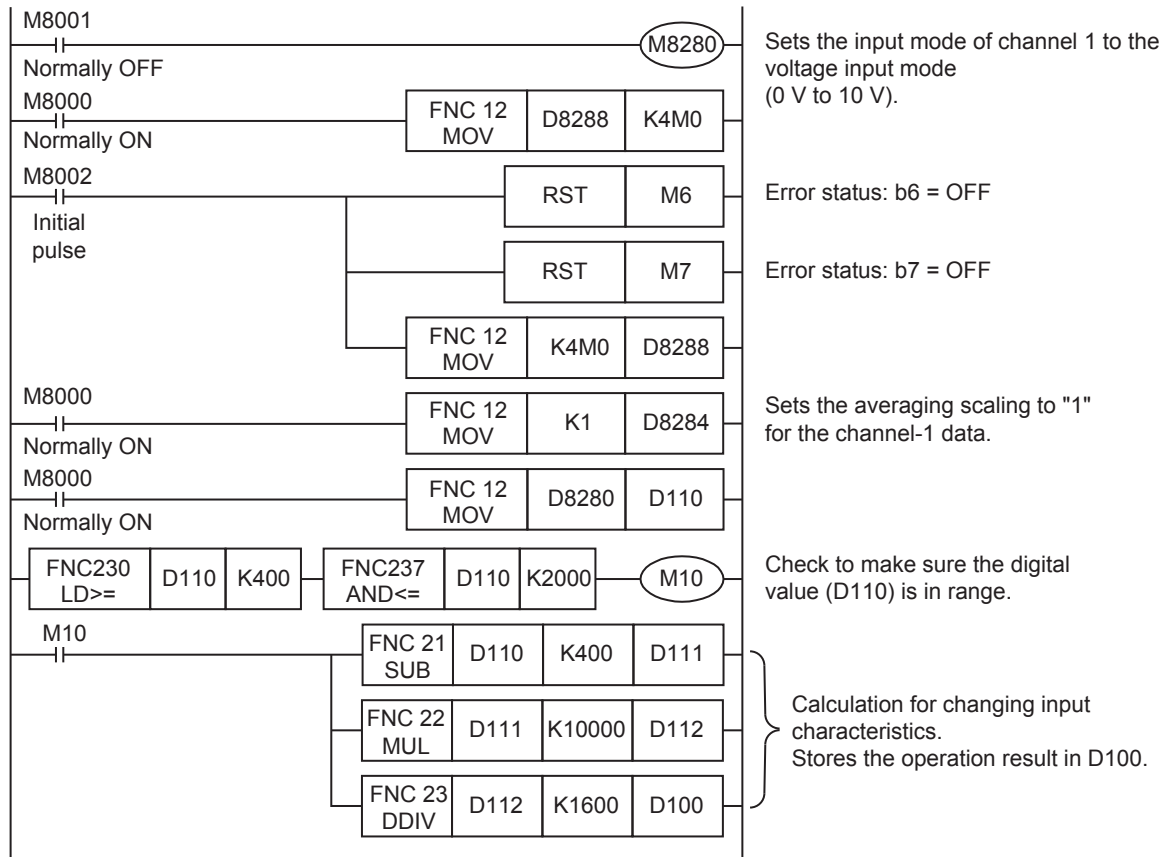 M8001
M8280
Normally OFF
Sets the input mode of channel 1 to the
voltage input mode
(0 V to 10 V).
M8000
FNC 12
MOV
D8288
K4M0
Normally ON
M8002
Initial
pulse
RST
M6
Error status: b6 = OFF
RST
M7
Error status: b7 = OFF
FNC 12
MOV
K4M0
D8288
M8000
Normally ON
FNC 12
MOV
K1
D8284
Sets the averaging scaling to "1"
for the channel-1 data.
M8000
Normally ON
FNC 12
MOV
D8280
D110
FNC230
LD>=
D110
K400
FNC237
AND<=
D110
K2000
M10
Check to make sure the digital
value (D110) is in range.
M10
FNC 21
SUB
D110
K400
D111
FNC 22
MUL
D111
K10000
D112
FNC 23
DDIV
D112
K1600
D100
Calculation for changing input
characteristics.
Stores the operation result in D100.